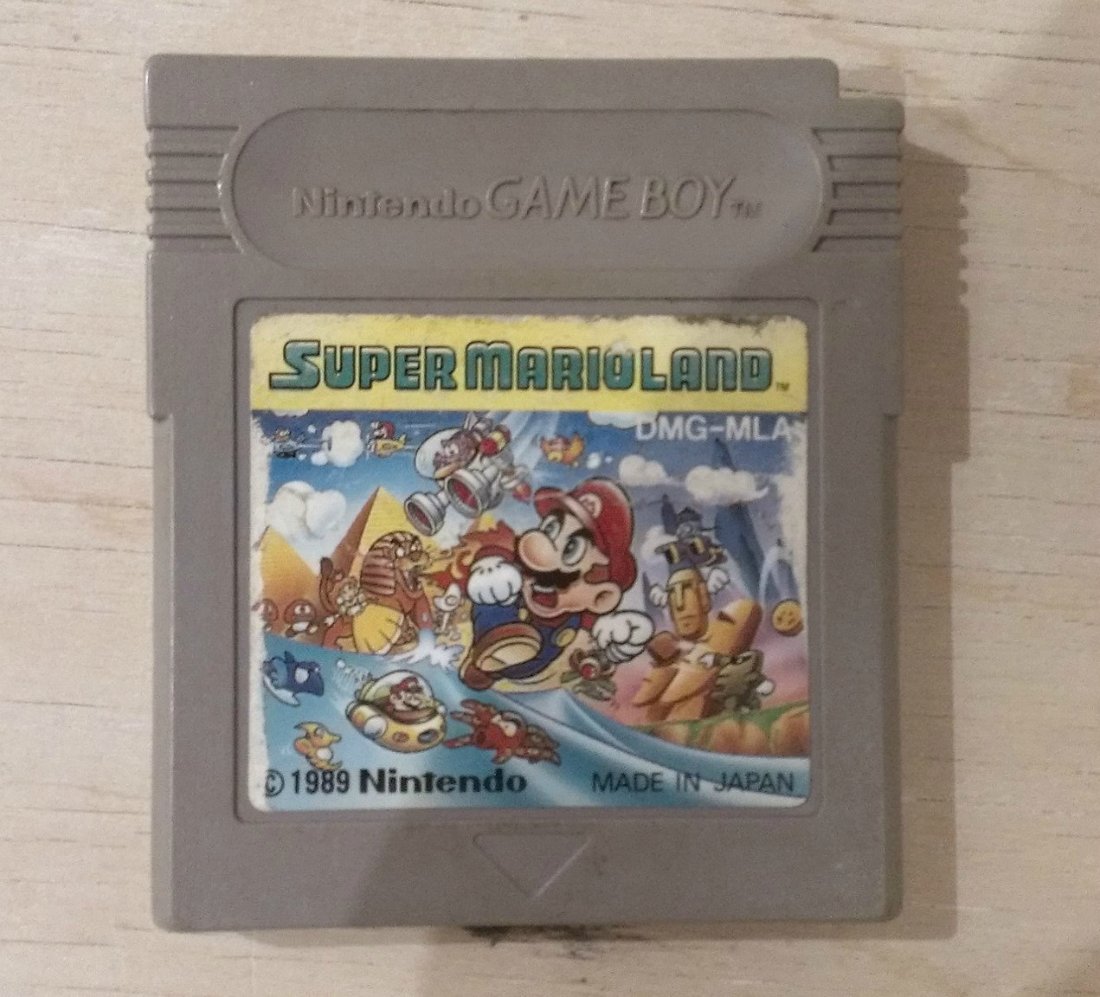 Nintendo GAME BOY TM
SUPER MARIO LAND TM
DMG-MLA
© 1989 Nintendo
MADE IN JAPAN